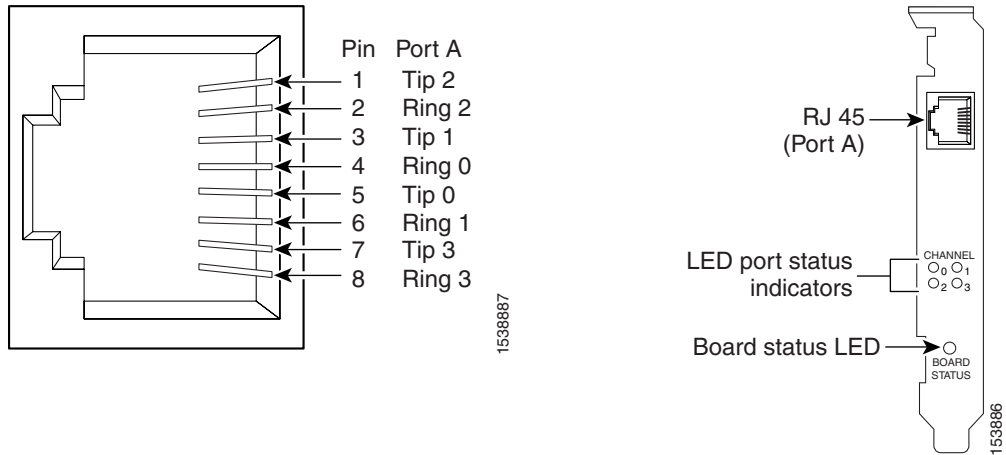 Pin Port A
1 Tip 2
2 Ring 2
3 Tip 1
4 Ring 0
5 Tip 0
6 Ring 1
7 Tip 3
8 Ring 3
1538887
RJ 45
(Port A)
LED port status
indicators
CHANNEL
0 1
2 3
Board status LED
BOARD
STATUS
153886